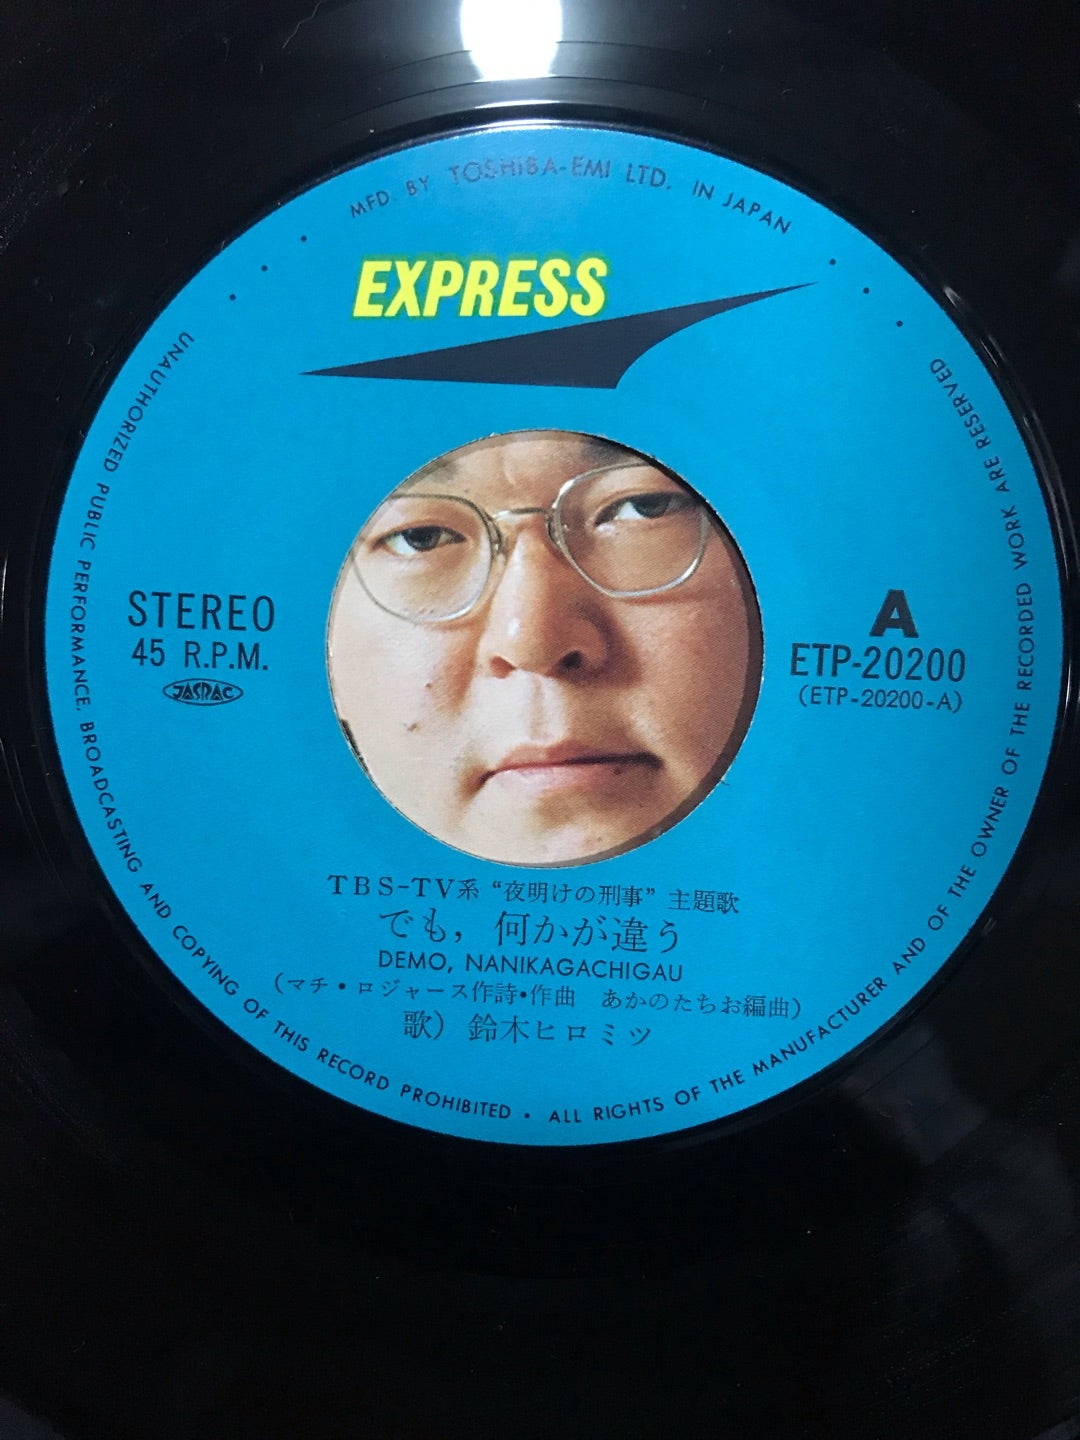 MFD. BY TOSHIBA-EMI LTD. IN JAPAN
EXPRESS
STEREO
45 R.P.M.
JASRAC
A
ETP-20200
(ETP-20200-A)
TBS-TV系 “夜明けの刑事” 主題歌
でも，何かが違う
DEMO, NANIKAGACHIGAU
(マチ・ロジャース作詩・作曲 あかのたちお編曲)
歌) 鈴木ヒロミツ
UNAUTHORIZED PUBLIC PERFORMANCE, BROADCASTING AND COPYING OF THIS RECORD PROHIBITED • ALL RIGHTS OF THE MANUFACTURER AND OF THE OWNER OF THE RECORDED WORK ARE RESERVED